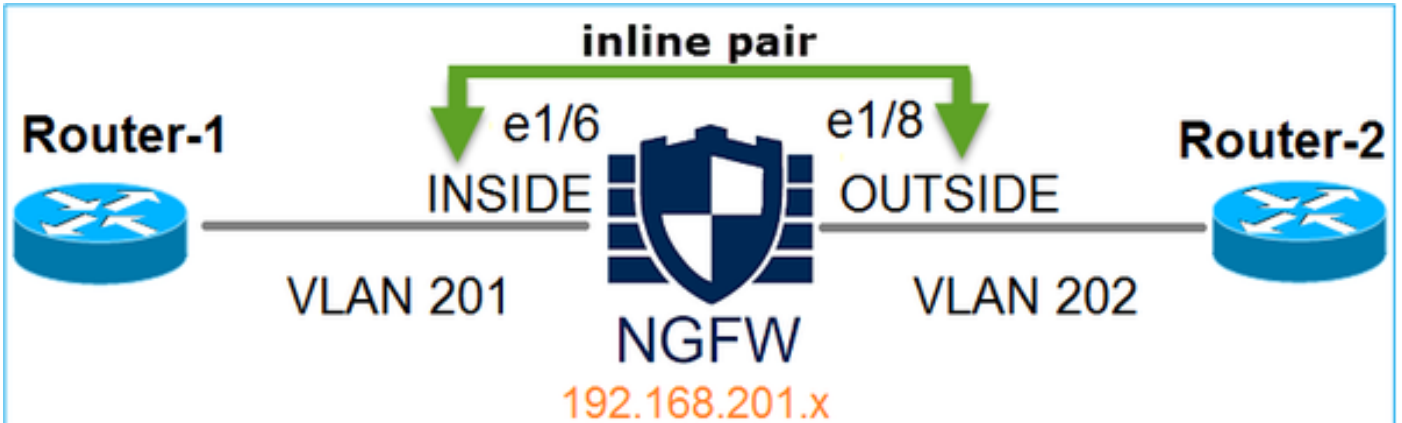 inline pair
Router-1
e1/6
e1/8
Router-2
INSIDE
OUTSIDE
VLAN 201
VLAN 202
NGFW
192.168.201.x